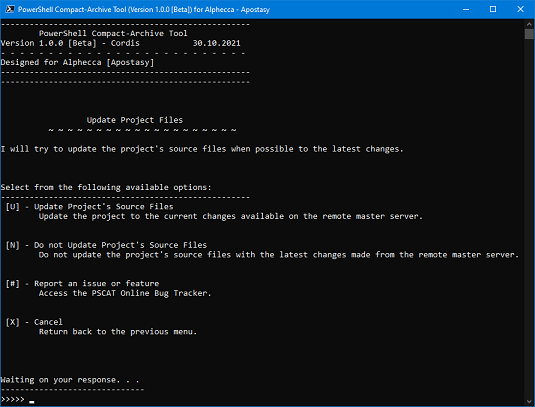 PowerShell Compact-Archive Tool (Version 1.0.0 [Beta]) for Alphecca - Apostasy
----------------------------------------------------
PowerShell Compact-Archive Tool
Version 1.0.0 [Beta] - Cordis 30.10.2021
- - - - - - - - - - - - - - - - - - - - - - - - - -
Designed for Alphecca [Apostasy]
----------------------------------------------------
----------------------------------------------------
Update Project Files
~ ~ ~ ~ ~ ~ ~ ~ ~ ~ ~ ~ ~ ~ ~ ~ ~ ~ ~ ~
I will try to update the project's source files when possible to the latest changes.
Select from the following available options:
----------------------------------------------------
[U] - Update Project's Source Files
Update the project to the current changes available on the remote master server.
[N] - Do not Update Project's Source Files
Do not update the project's source files with the latest changes made from the remote master server.
[#] - Report an issue or feature
Access the PSCAT Online Bug Tracker.
[X] - Cancel
Return back to the previous menu.
Waiting on your response. . .
------------------------------
>>>>> _